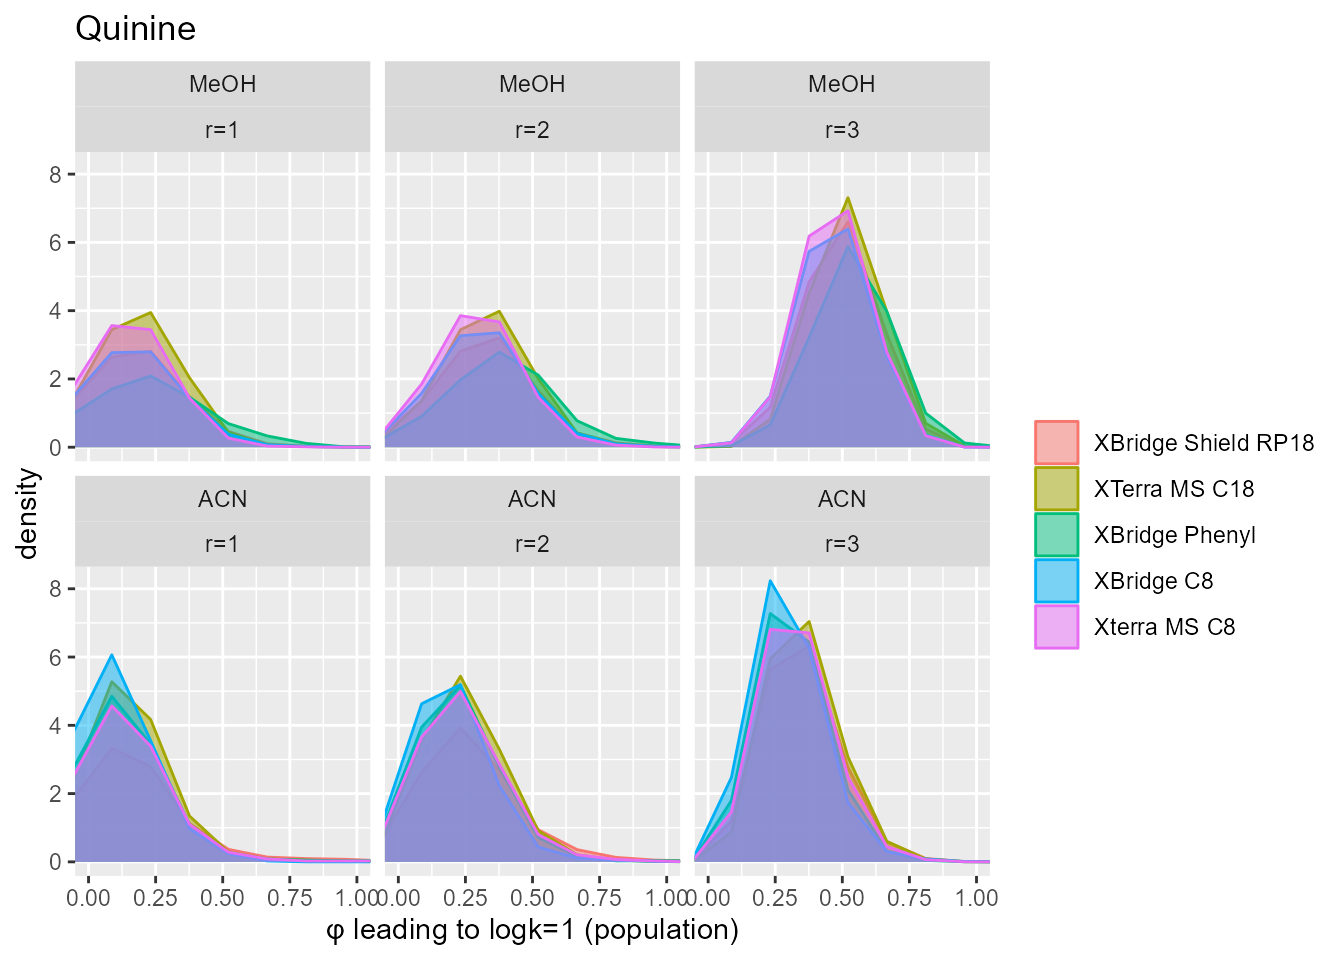 Quinine
MeOH
MeOH
MeOH
r=1
r=2
r=3
8
6
4
2
0
ACN
ACN
ACN
r=1
r=2
r=3
8
6
4
2
0
0.00 0.25 0.50 0.75 1.00
0.00 0.25 0.50 0.75 1.00
0.00 0.25 0.50 0.75 1.00
density
φ leading to logk=1 (population)
XBridge Shield RP18
XTerra MS C18
XBridge Phenyl
XBridge C8
Xterra MS C8